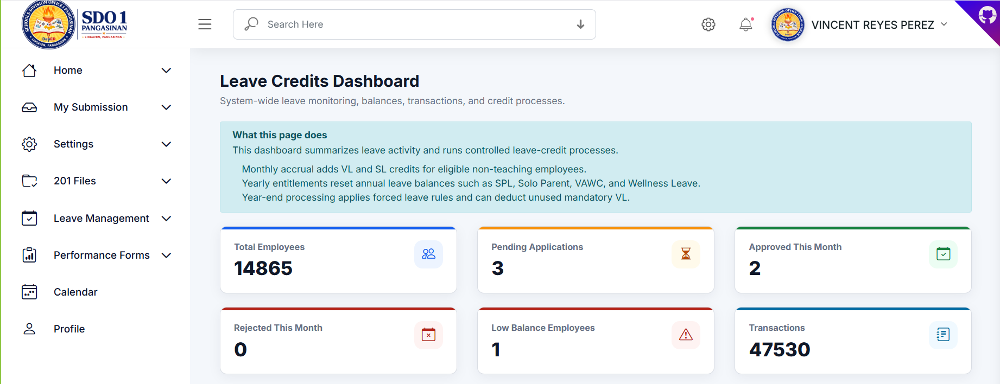 SCHOOLS DIVISION OFFICE I PANGASINAN
DepED
LINGAYEN, PANGASINAN
SDO 1
PANGASINAN
LINGAYEN, PANGASINAN
Search Here
VINCENT REYES PEREZ
Home
My Submission
Settings
201 Files
Leave Management
Performance Forms
Calendar
Profile
Leave Credits Dashboard
System-wide leave monitoring, balances, transactions, and credit processes.
What this page does
This dashboard summarizes leave activity and runs controlled leave-credit processes.
Monthly accrual adds VL and SL credits for eligible non-teaching employees.
Yearly entitlements reset annual leave balances such as SPL, Solo Parent, VAWC, and Wellness Leave.
Year-end processing applies forced leave rules and can deduct unused mandatory VL.
Total Employees
14865
Pending Applications
3
Approved This Month
2
Rejected This Month
0
Low Balance Employees
1
Transactions
47530